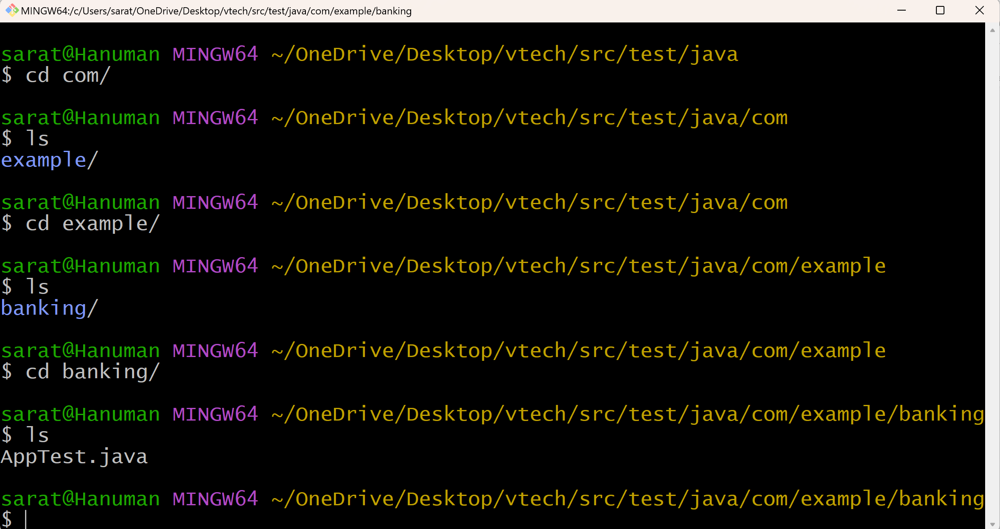 MINGW64:/c/Users/sarat/OneDrive/Desktop/vtech/src/test/java/com/example/banking
sarat@Hanuman MINGW64 ~/OneDrive/Desktop/vtech/src/test/java
$ cd com/
sarat@Hanuman MINGW64 ~/OneDrive/Desktop/vtech/src/test/java/com
$ ls
example/
sarat@Hanuman MINGW64 ~/OneDrive/Desktop/vtech/src/test/java/com
$ cd example/
sarat@Hanuman MINGW64 ~/OneDrive/Desktop/vtech/src/test/java/com/example
$ ls
banking/
sarat@Hanuman MINGW64 ~/OneDrive/Desktop/vtech/src/test/java/com/example
$ cd banking/
sarat@Hanuman MINGW64 ~/OneDrive/Desktop/vtech/src/test/java/com/example/banking
$ ls
AppTest.java
sarat@Hanuman MINGW64 ~/OneDrive/Desktop/vtech/src/test/java/com/example/banking
$